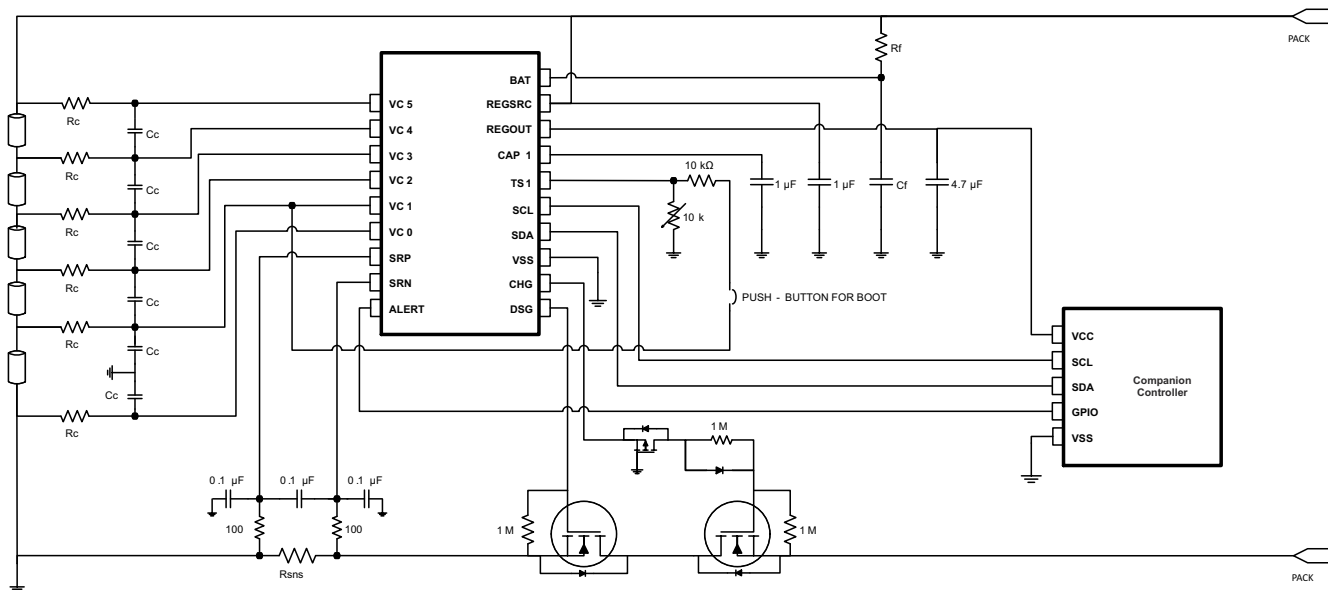 PACK
Rf
BAT
REGSRC
REGOUT
CAP 1
TS1
SCL
SDA
VSS
CHG
DSG
VC 5
VC 4
VC 3
VC 2
VC 1
VC 0
SRP
SRN
ALERT
Rc
Rc
Rc
Rc
Rc
Rc
Cc
Cc
Cc
Cc
Cc
Cc
10 kΩ
10 k
1 µF
1 µF
Cf
4.7 µF
PUSH - BUTTON FOR BOOT
VCC
SCL
SDA
GPIO
VSS
Companion
Controller
1 M
0.1 µF
0.1 µF
0.1 µF
100
100
Rsns
1 M
1 M
PACK